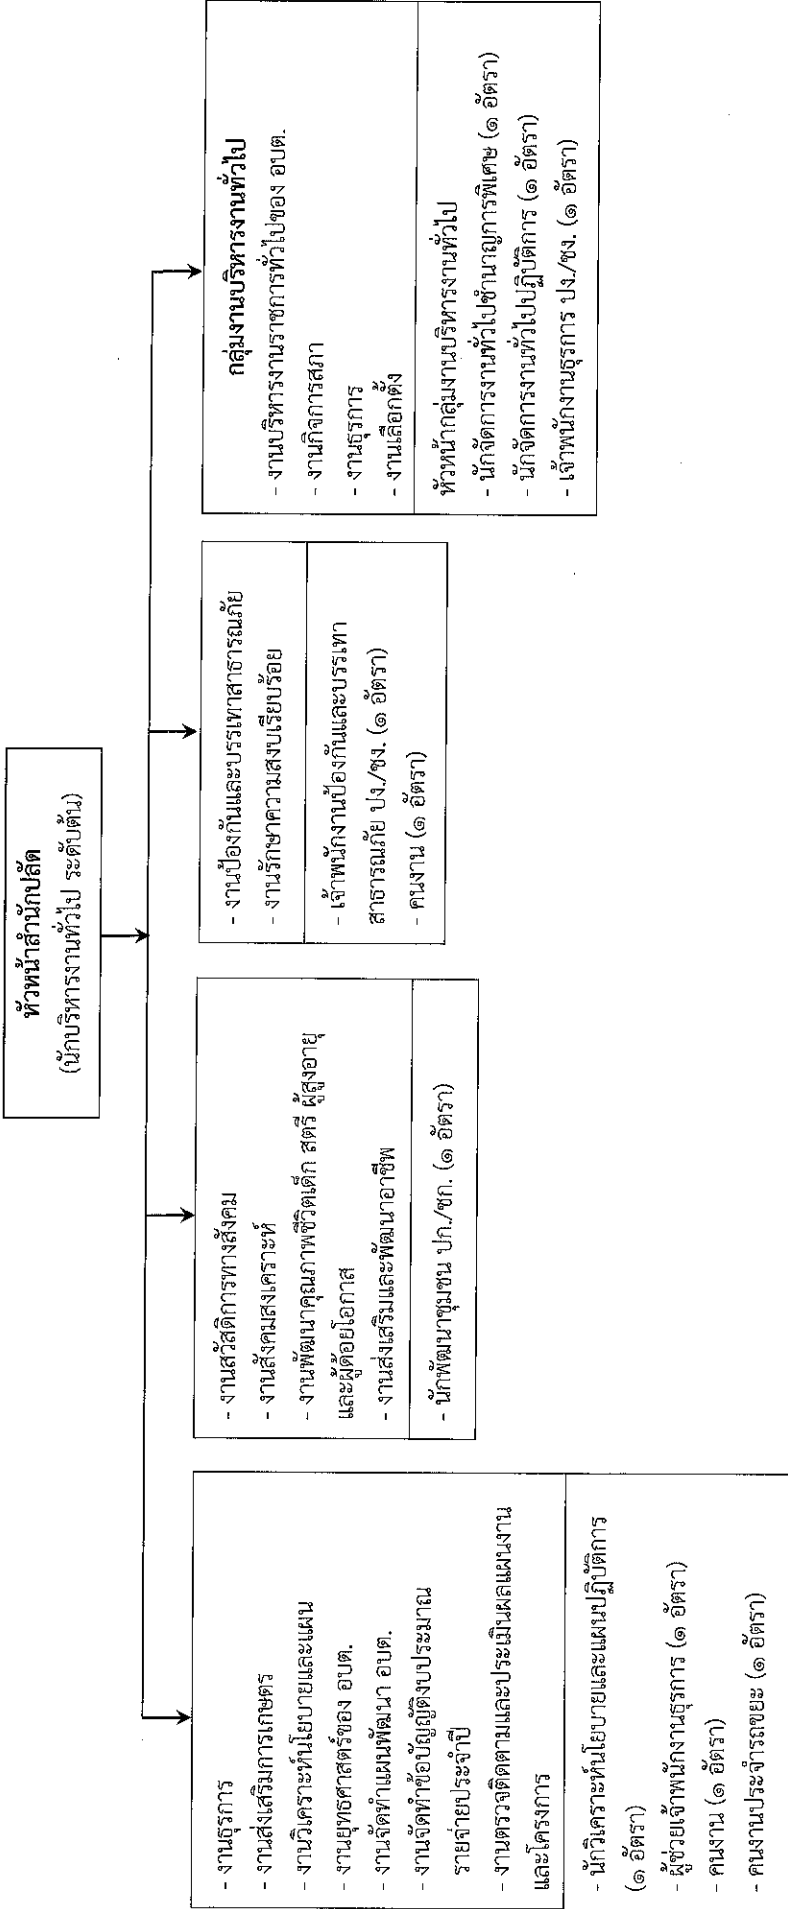 หัวหน้าสำนักปลัด
(นักบริหารงานทั่วไป ระดับต้น)
- งานธุรการ
- งานส่งเสริมการเกษตร
- งานวิเคราะห์นโยบายและแผน
- งานยุทธศาสตร์ของ อบต.
- งานจัดทำแผนพัฒนา อบต.
- งานจัดทำข้อบัญญัติงบประมาณ
รายจ่ายประจำปี
- งานตรวจติดตามและประเมินผลแผนงาน
และโครงการ
- นักวิเคราะห์นโยบายและแผนปฏิบัติการ
(๑ อัตรา)
- ผู้ช่วยเจ้าพนักงานธุรการ (๑ อัตรา)
- คนงาน (๑ อัตรา)
- คนงานประจำรถขยะ (๑ อัตรา)
- งานสวัสดิการทางสังคม
- งานสังคมสงเคราะห์
- งานพัฒนาคุณภาพชีวิตเด็ก สตรี ผู้สูงอายุ
และผู้ด้อยโอกาส
- งานส่งเสริมและพัฒนาอาชีพ
- นักพัฒนาชุมชน ปก./ชก. (๑ อัตรา)
- งานป้องกันและบรรเทาสาธารณภัย
- งานรักษาความสงบเรียบร้อย
- เจ้าพนักงานป้องกันและบรรเทา
สาธารณภัย ปง./ชง. (๑ อัตรา)
- คนงาน (๑ อัตรา)
กลุ่มงานบริหารงานทั่วไป
- งานบริหารงานราชการทั่วไปของ อบต.
- งานกิจการสภา
- งานธุรการ
- งานเลือกตั้ง
หัวหน้ากลุ่มงานบริหารงานทั่วไป
- นักจัดการงานทั่วไปชำนาญการพิเศษ (๑ อัตรา)
- นักจัดการงานทั่วไปปฏิบัติการ (๑ อัตรา)
- เจ้าพนักงานธุรการ ปง./ชง. (๑ อัตรา)